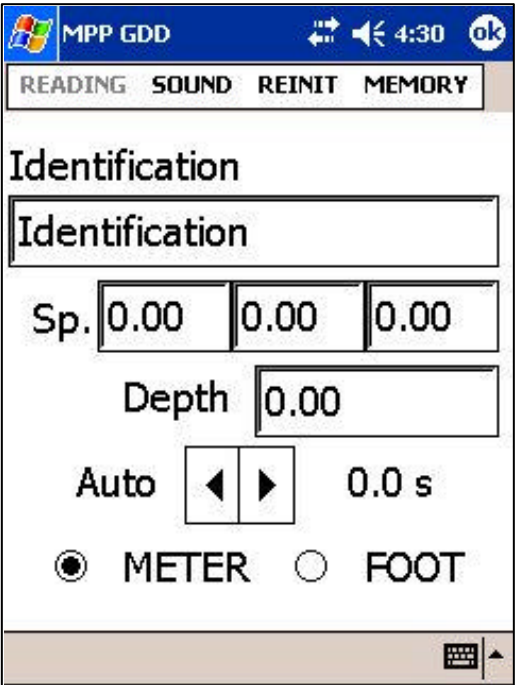 MPP GDD 4:30 ok
READING SOUND REINIT MEMORY
Identification
Identification
Sp. 0.00 0.00 0.00
Depth 0.00
Auto 0.0 s
METER FOOT